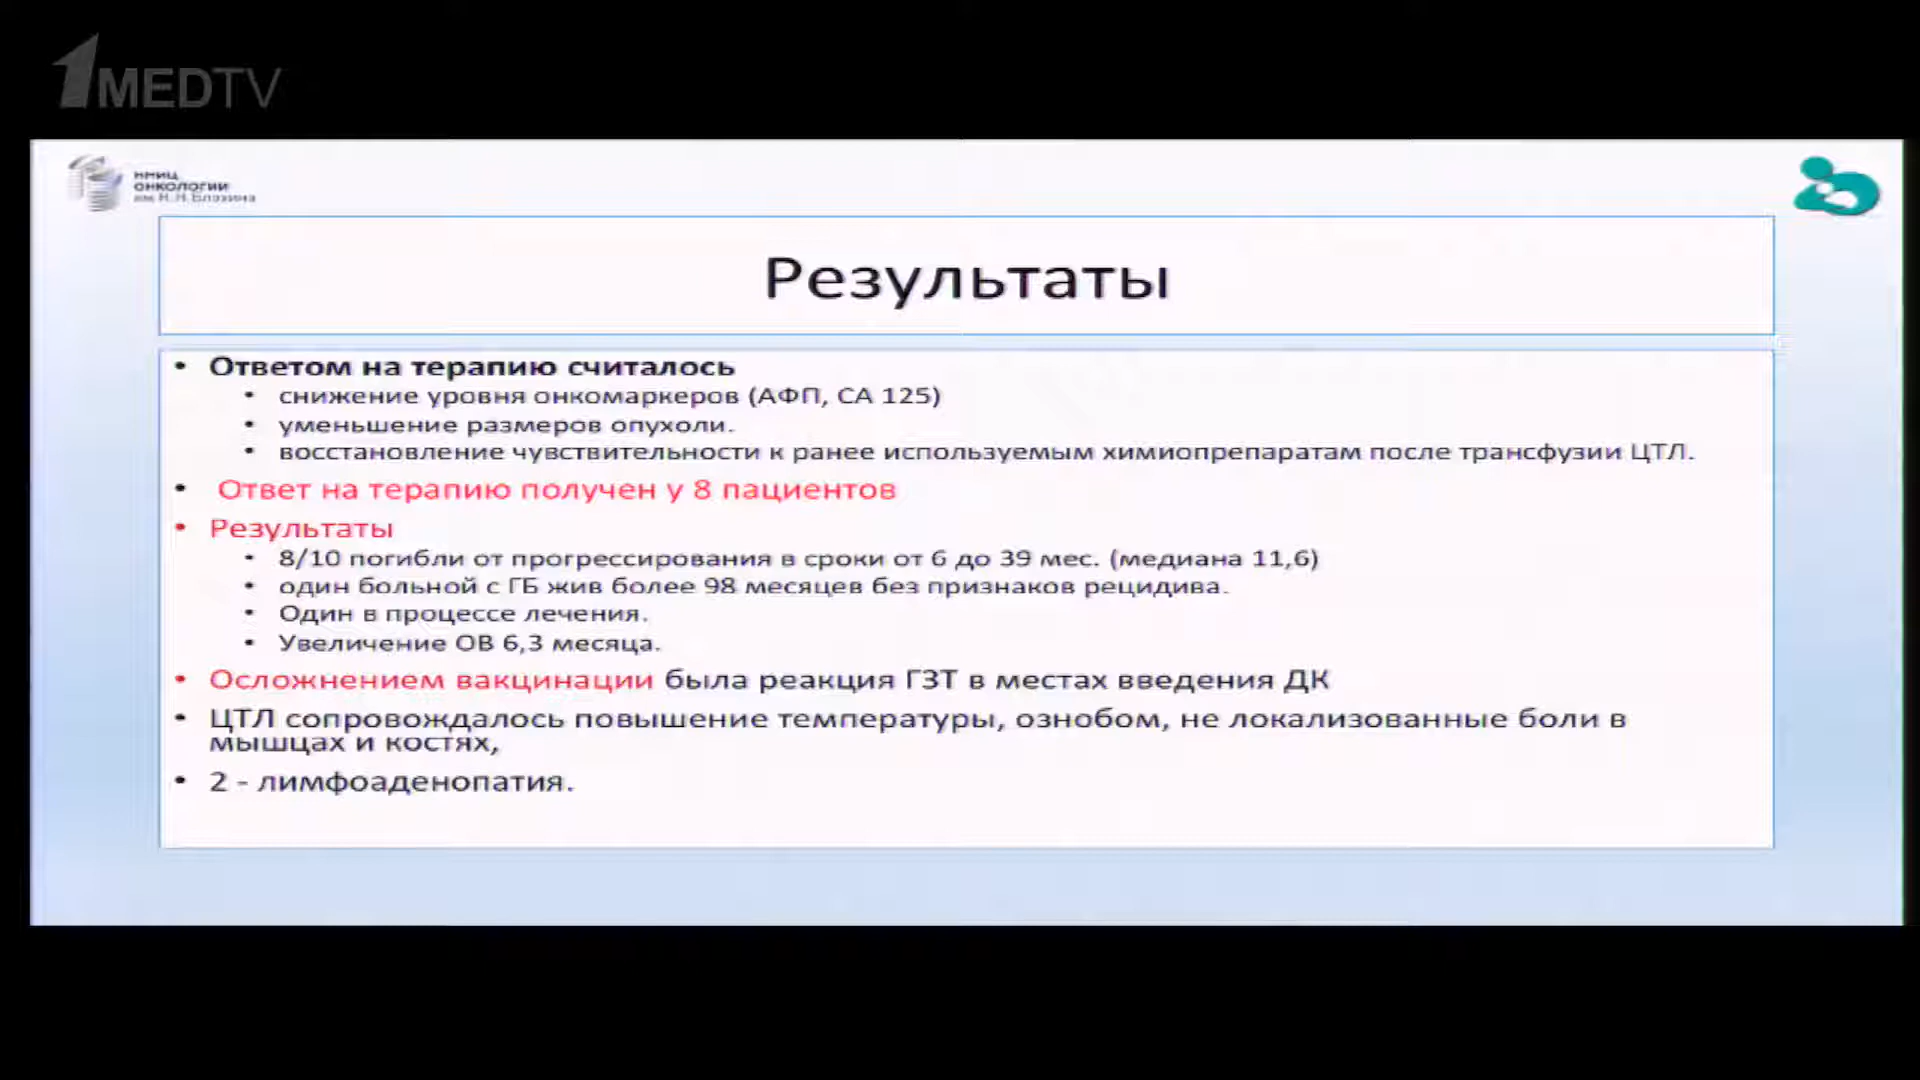 1MEDTV
НМИЦ
ОНКОЛОГИИ
им Н.Н.Блохина
Результаты
• Ответом на терапию считалось
• снижение уровня онкомаркеров (АФП, СА 125)
• уменьшение размеров опухоли.
• восстановление чувствительности к ранее используемым химиопрепаратам после трансфузии ЦТЛ.
• Ответ на терапию получен у 8 пациентов
• Результаты
• 8/10 погибли от прогрессирования в сроки от 6 до 39 мес. (медиана 11,6)
• один больной с ГБ жив более 98 месяцев без признаков рецидива.
• Один в процессе лечения.
• Увеличение ОВ 6,3 месяца.
• Осложнением вакцинации была реакция ГЗТ в местах введения ДК
• ЦТЛ сопровождалось повышение температуры, ознобом, не локализованные боли в
мышцах и костях,
• 2 - лимфоаденопатия.